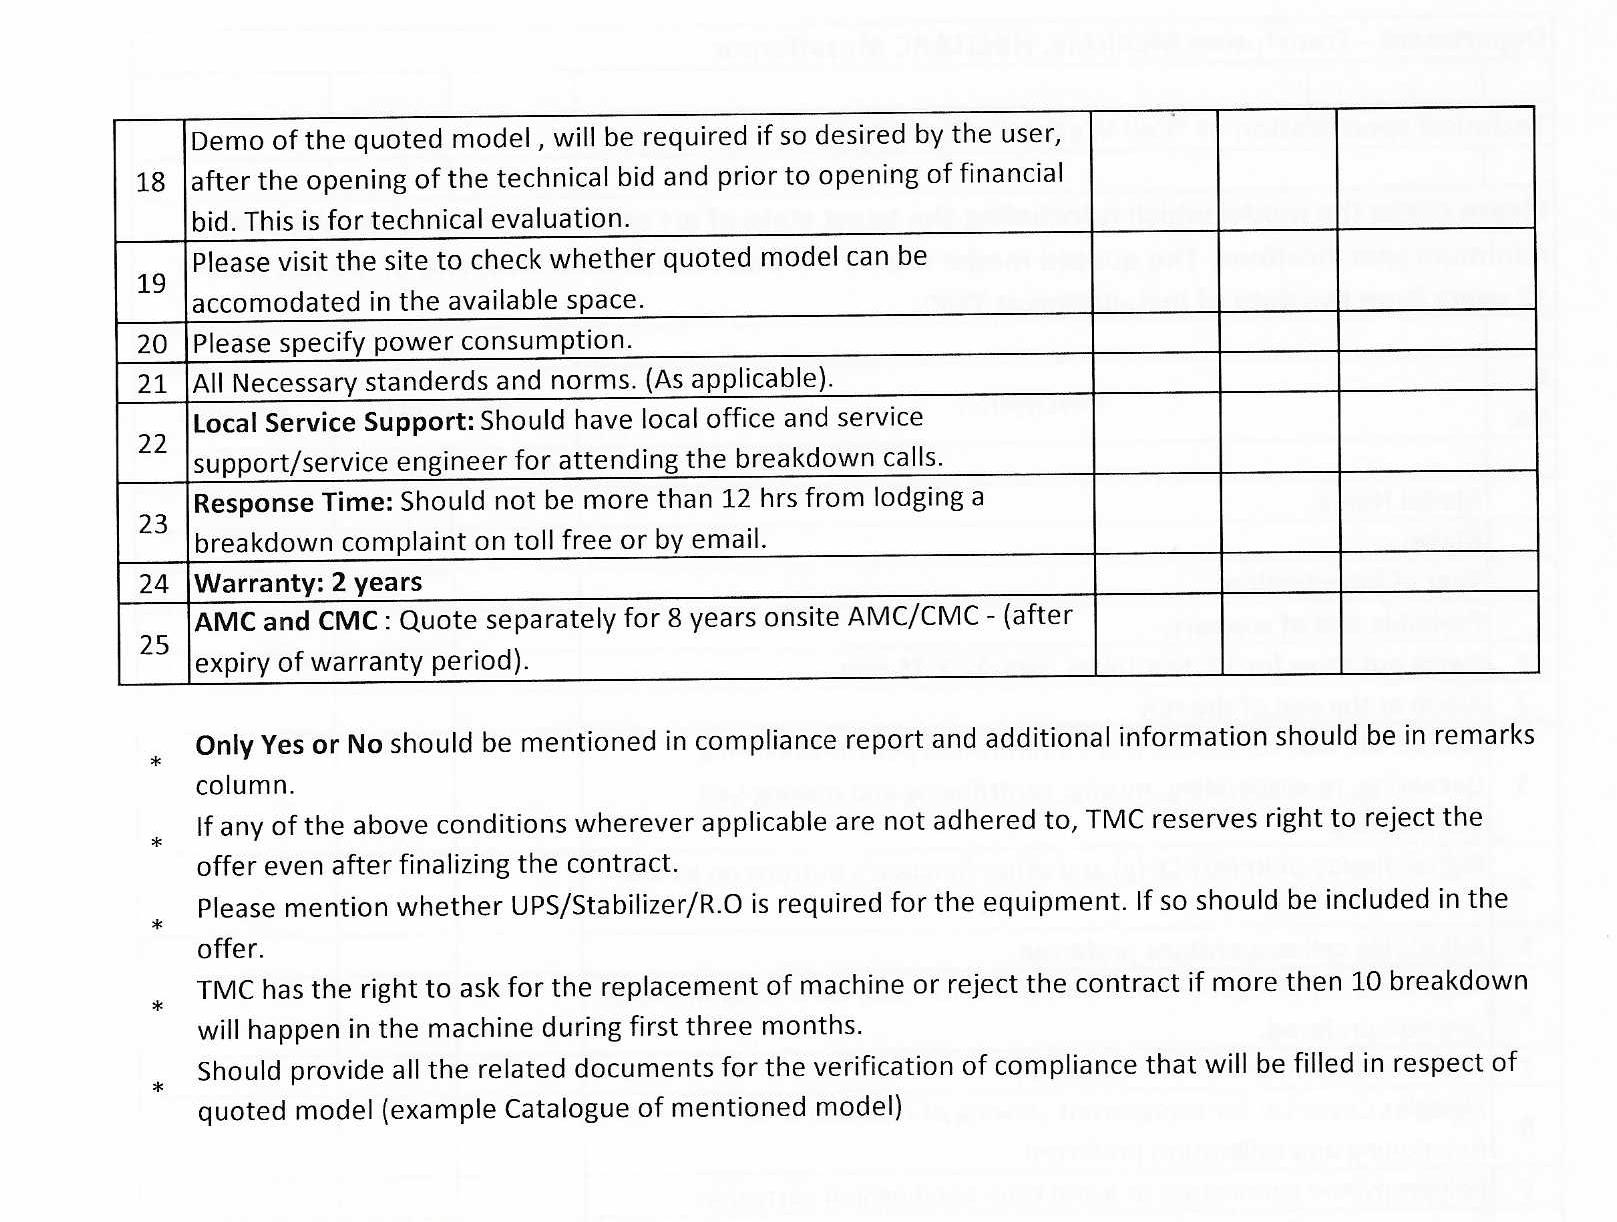 Demo of the quoted model , will be required if so desired by the user,
18 after the opening of the technical bid and prior to opening of financial
bid. This is for technical evaluation.
19 Please visit the site to check whether quoted model can be
accomodated in the available space.
20 Please specify power consumption.
21 All Necessary standerds and norms. (As applicable).
22 Local Service Support: Should have local office and service
support/service engineer for attending the breakdown calls.
23 Response Time: Should not be more than 12 hrs from lodging a
breakdown complaint on toll free or by email.
24 Warranty: 2 years
25 AMC and CMC : Quote separately for 8 years onsite AMC/CMC - (after
expiry of warranty period).
* Only Yes or No should be mentioned in compliance report and additional information should be in remarks
column.
* If any of the above conditions wherever applicable are not adhered to, TMC reserves right to reject the
offer even after finalizing the contract.
* Please mention whether UPS/Stabilizer/R.O is required for the equipment. If so should be included in the
offer.
* TMC has the right to ask for the replacement of machine or reject the contract if more then 10 breakdown
will happen in the machine during first three months.
* Should provide all the related documents for the verification of compliance that will be filled in respect of
quoted model (example Catalogue of mentioned model)